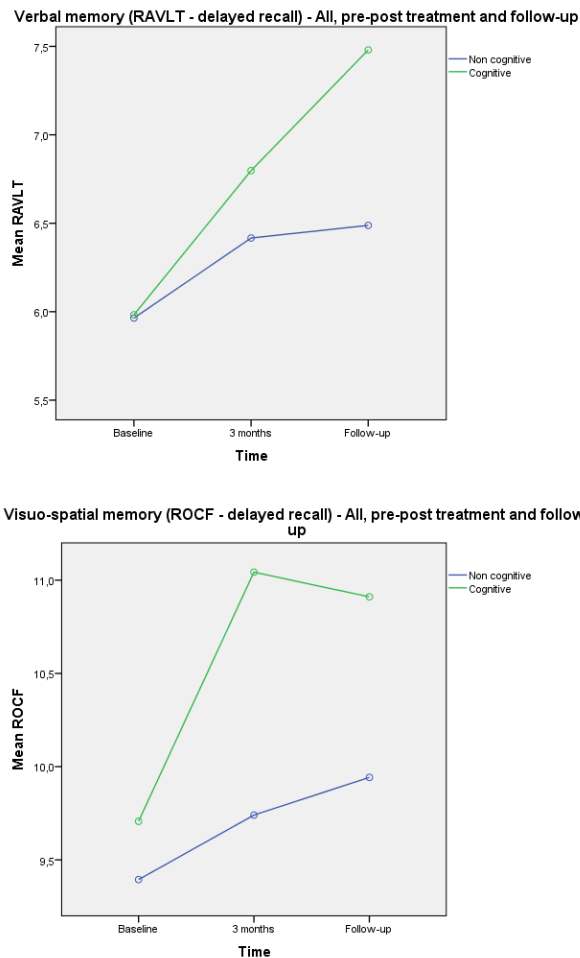 Verbal memory (RAVLT - delayed recall) - All, pre-post treatment and follow-up
7,5
7,0
6,5
6,0
5,5
Mean RAVLT
Baseline
3 months
Follow-up
Time
Non cognitive
Cognitive
Visuo-spatial memory (ROCF - delayed recall) - All, pre-post treatment and follow-
up
11,0
10,5
10,0
9,5
Mean ROCF
Baseline
3 months
Follow-up
Time
Non cognitive
Cognitive